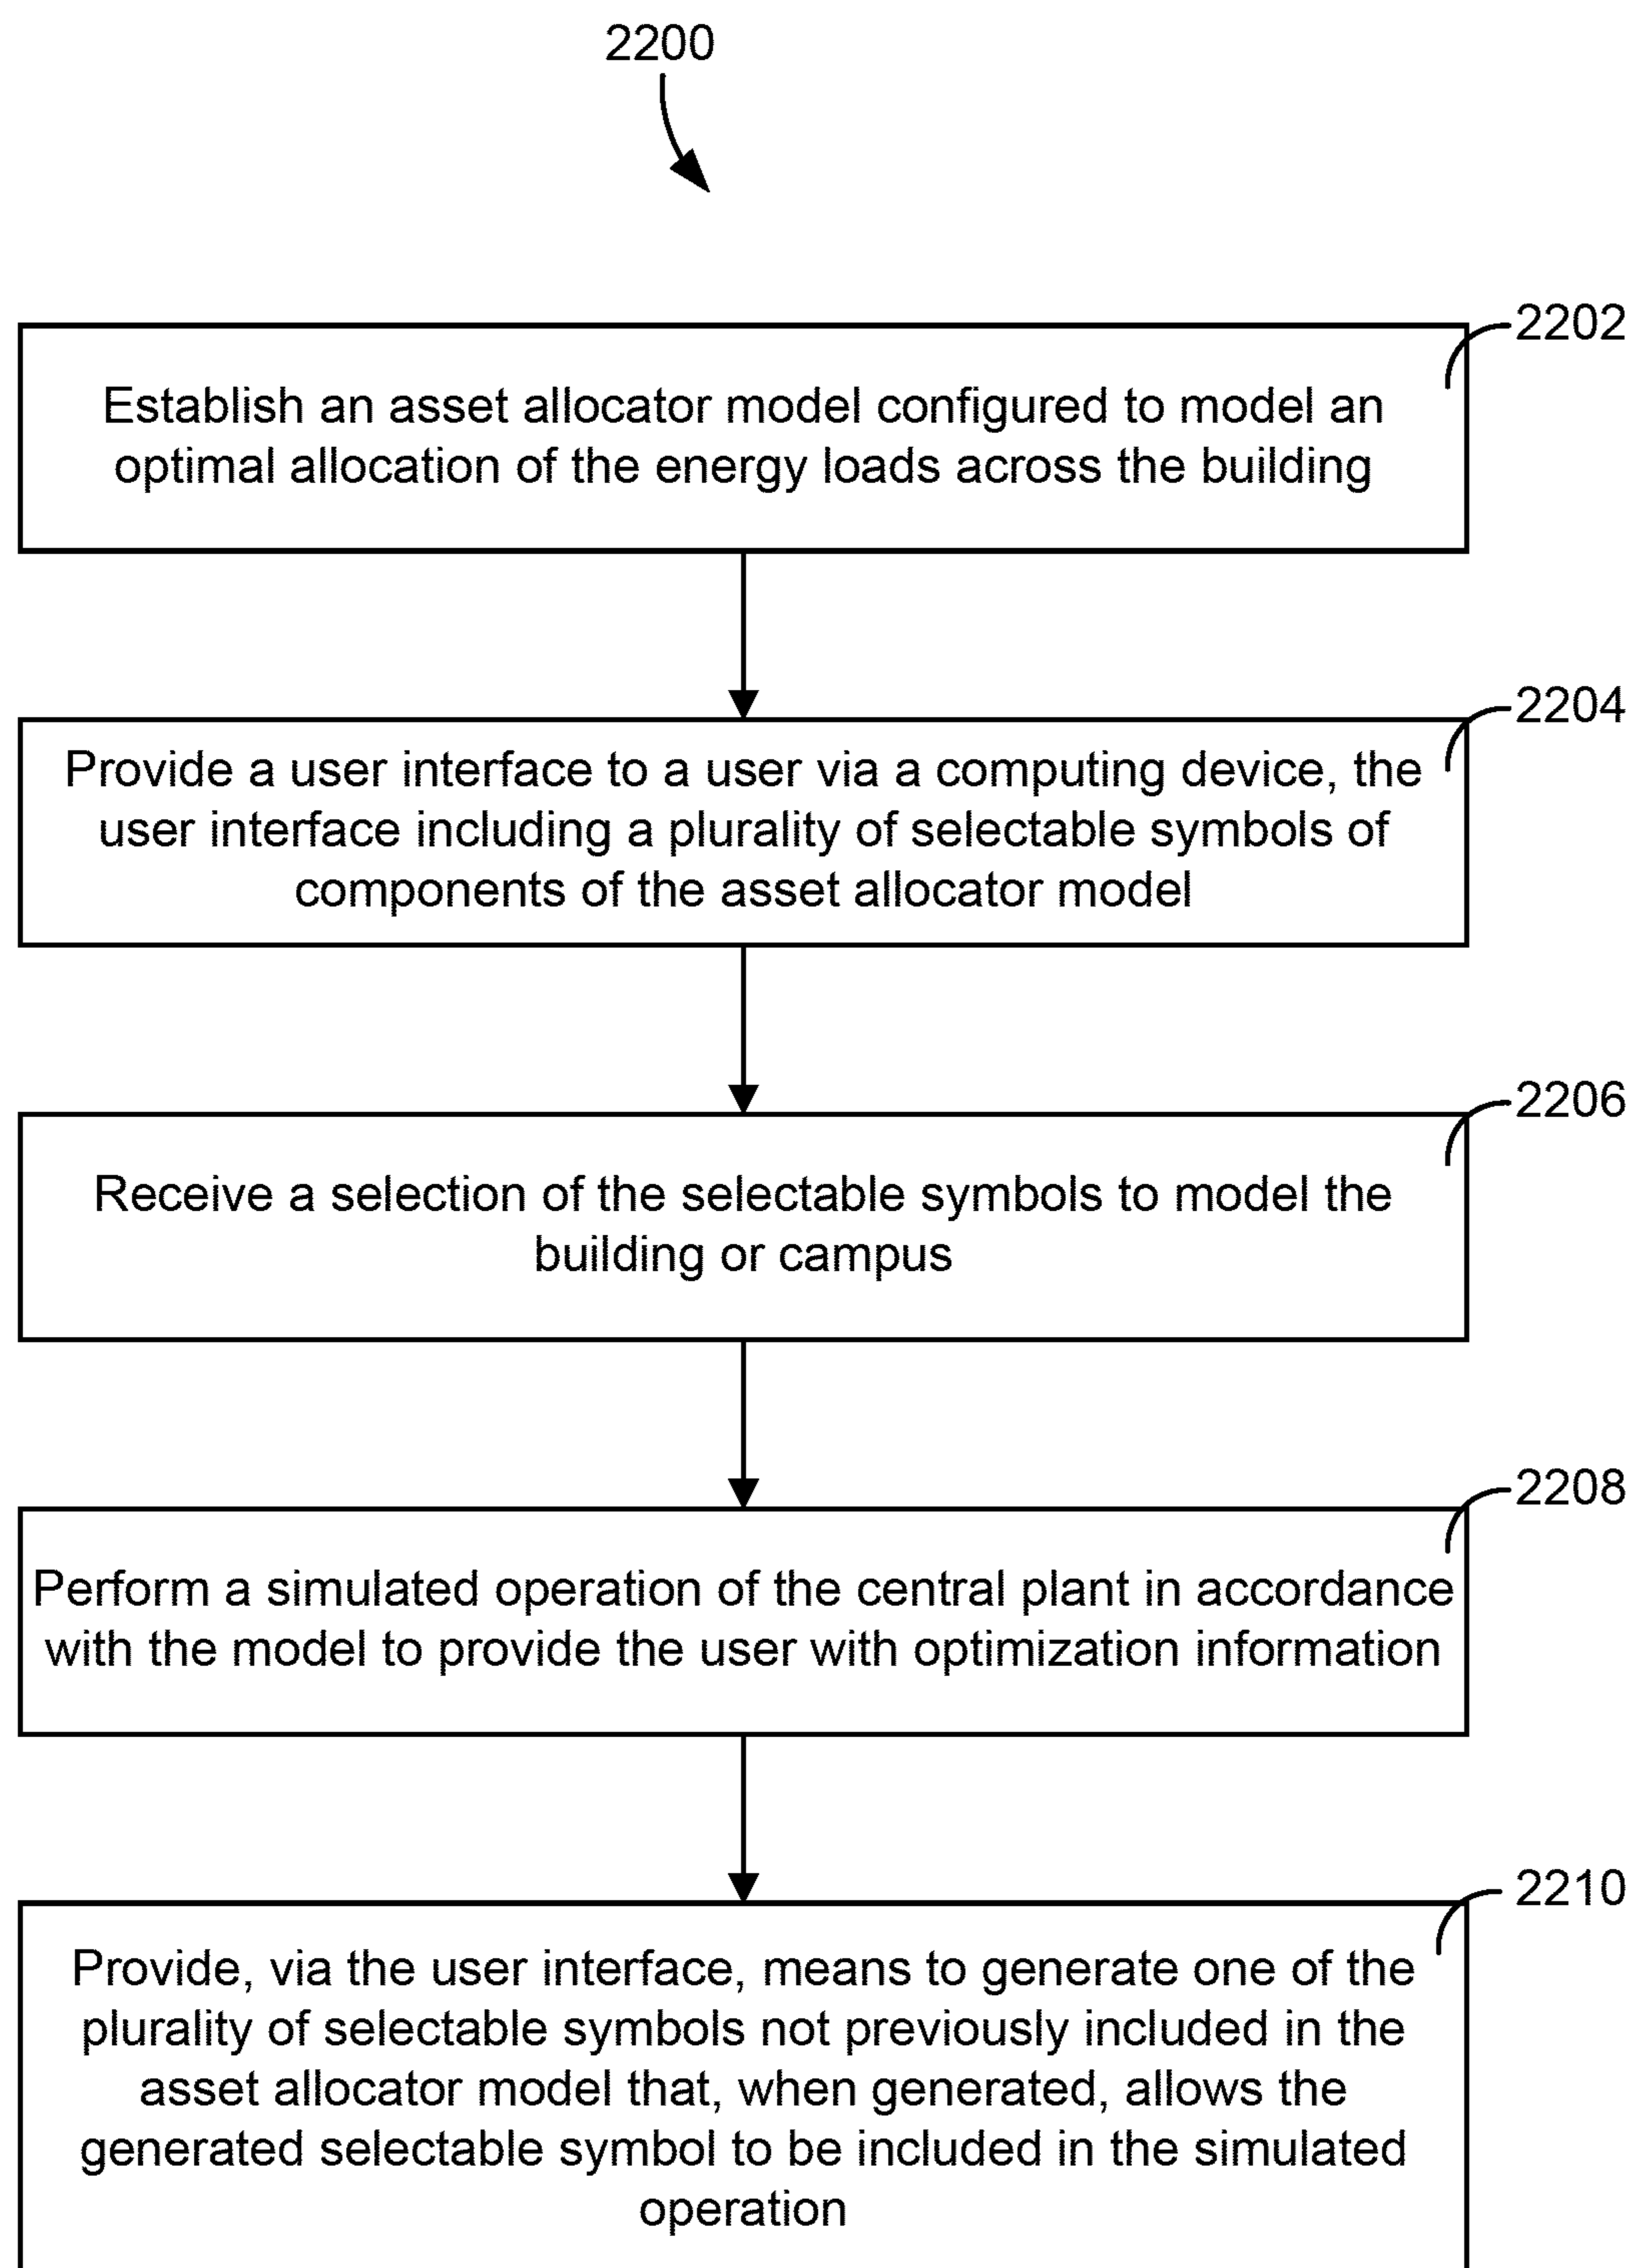 2200
2202
Establish an asset allocator model configured to model an
optimal allocation of the energy loads across the building
2204
Provide a user interface to a user via a computing device, the
user interface including a plurality of selectable symbols of
components of the asset allocator model
2206
Receive a selection of the selectable symbols to model the
building or campus
2208
Perform a simulated operation of the central plant in accordance
with the model to provide the user with optimization information
2210
Provide, via the user interface, means to generate one of the
plurality of selectable symbols not previously included in the
asset allocator model that, when generated, allows the
generated selectable symbol to be included in the simulated
operation